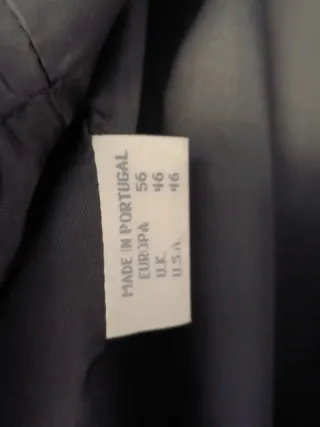 MADE IN PORTUGAL
EUROPA 56
U.K. 46
U.S.A. 46